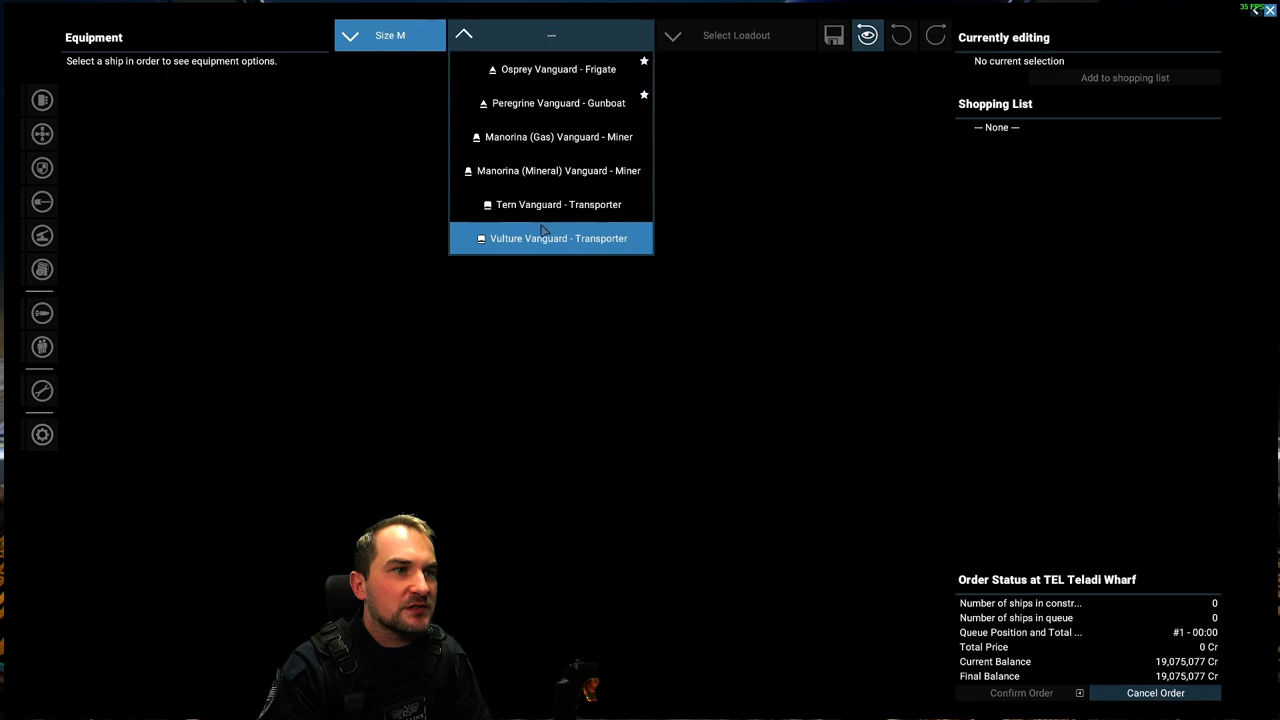 35 FPS
Equipment
Select a ship in order to see equipment options.
Size M
---
Select Loadout
Osprey Vanguard - Frigate
Peregrine Vanguard - Gunboat
Manorina (Gas) Vanguard - Miner
Manorina (Mineral) Vanguard - Miner
Tern Vanguard - Transporter
Vulture Vanguard - Transporter
Currently editing
No current selection
Add to shopping list
Shopping List
--- None ---
Order Status at TEL Teladi Wharf
Number of ships in constr... 0
Number of ships in queue 0
Queue Position and Total ... #1 - 00:00
Total Price 0 Cr
Current Balance 19,075,077 Cr
Final Balance 19,075,077 Cr
Confirm Order
Cancel Order